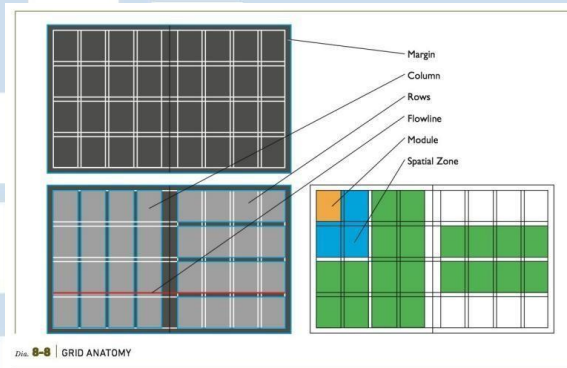 Margin
Column
Rows
Flowline
Module
Spatial Zone
Dia. 8-8 | GRID ANATOMY